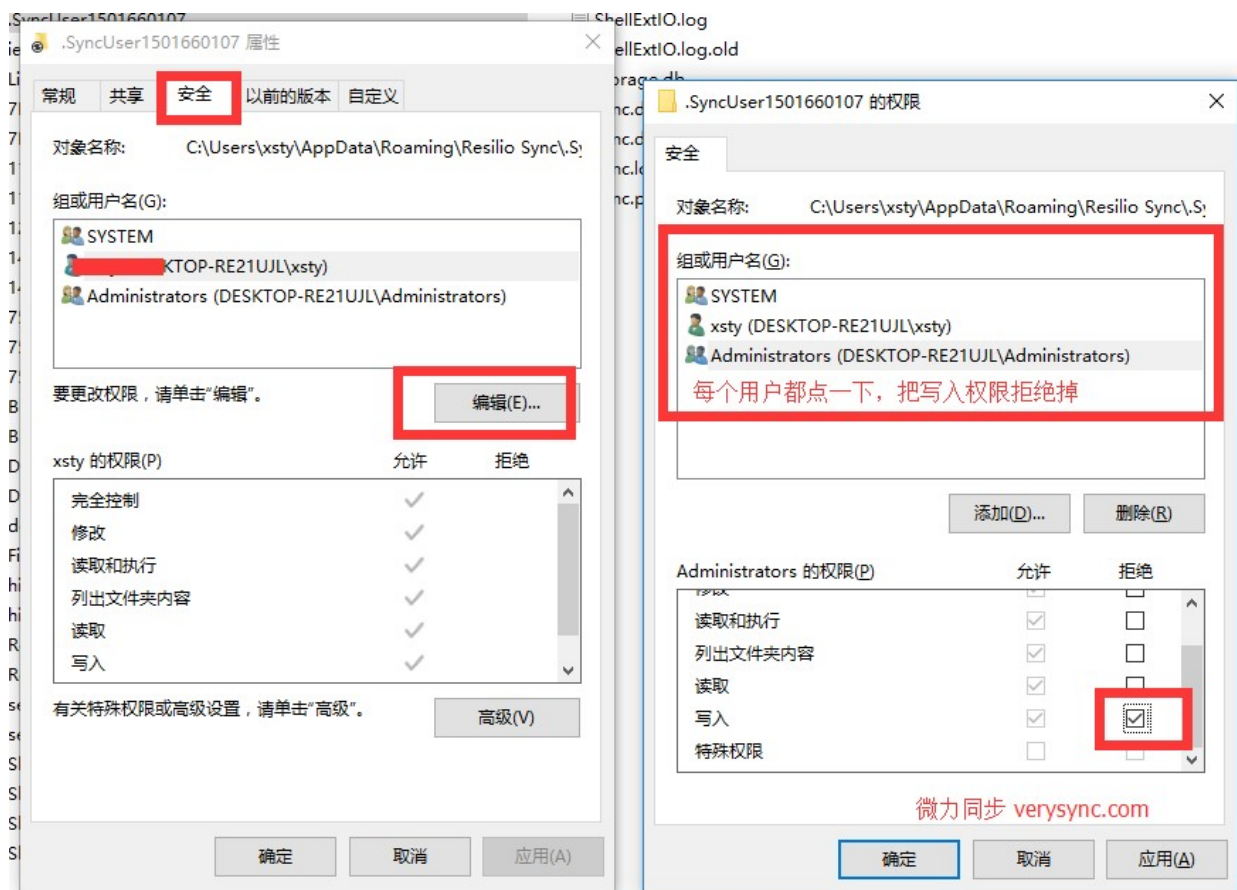 .SyncUser1501660107
ShellExtIO.log
.SyncUser1501660107 属性
ellExtIO.log.old
常规
共享
安全
以前的版本
自定义
对象名称:
C:\Users\xsty\AppData\Roaming\Resilio Sync\.Sy
组或用户名(G):
SYSTEM
KTOP-RE21UJL\xsty)
Administrators (DESKTOP-RE21UJL\Administrators)
要更改权限，请单击“编辑”。
编辑(E)...
xsty 的权限(P)
允许
拒绝
完全控制
修改
读取和执行
列出文件夹内容
读取
写入
有关特殊权限或高级设置，请单击“高级”。
高级(V)
确定
取消
应用(A)
.SyncUser1501660107 的权限
安全
对象名称:
C:\Users\xsty\AppData\Roaming\Resilio Sync\.Sy
组或用户名(G):
SYSTEM
xsty (DESKTOP-RE21UJL\xsty)
Administrators (DESKTOP-RE21UJL\Administrators)
每个用户都点一下，把写入权限拒绝掉
添加(D)...
删除(R)
Administrators 的权限(P)
允许
拒绝
修改
读取和执行
列出文件夹内容
读取
写入
特殊权限
微力同步 verysync.com
确定
取消
应用(A)